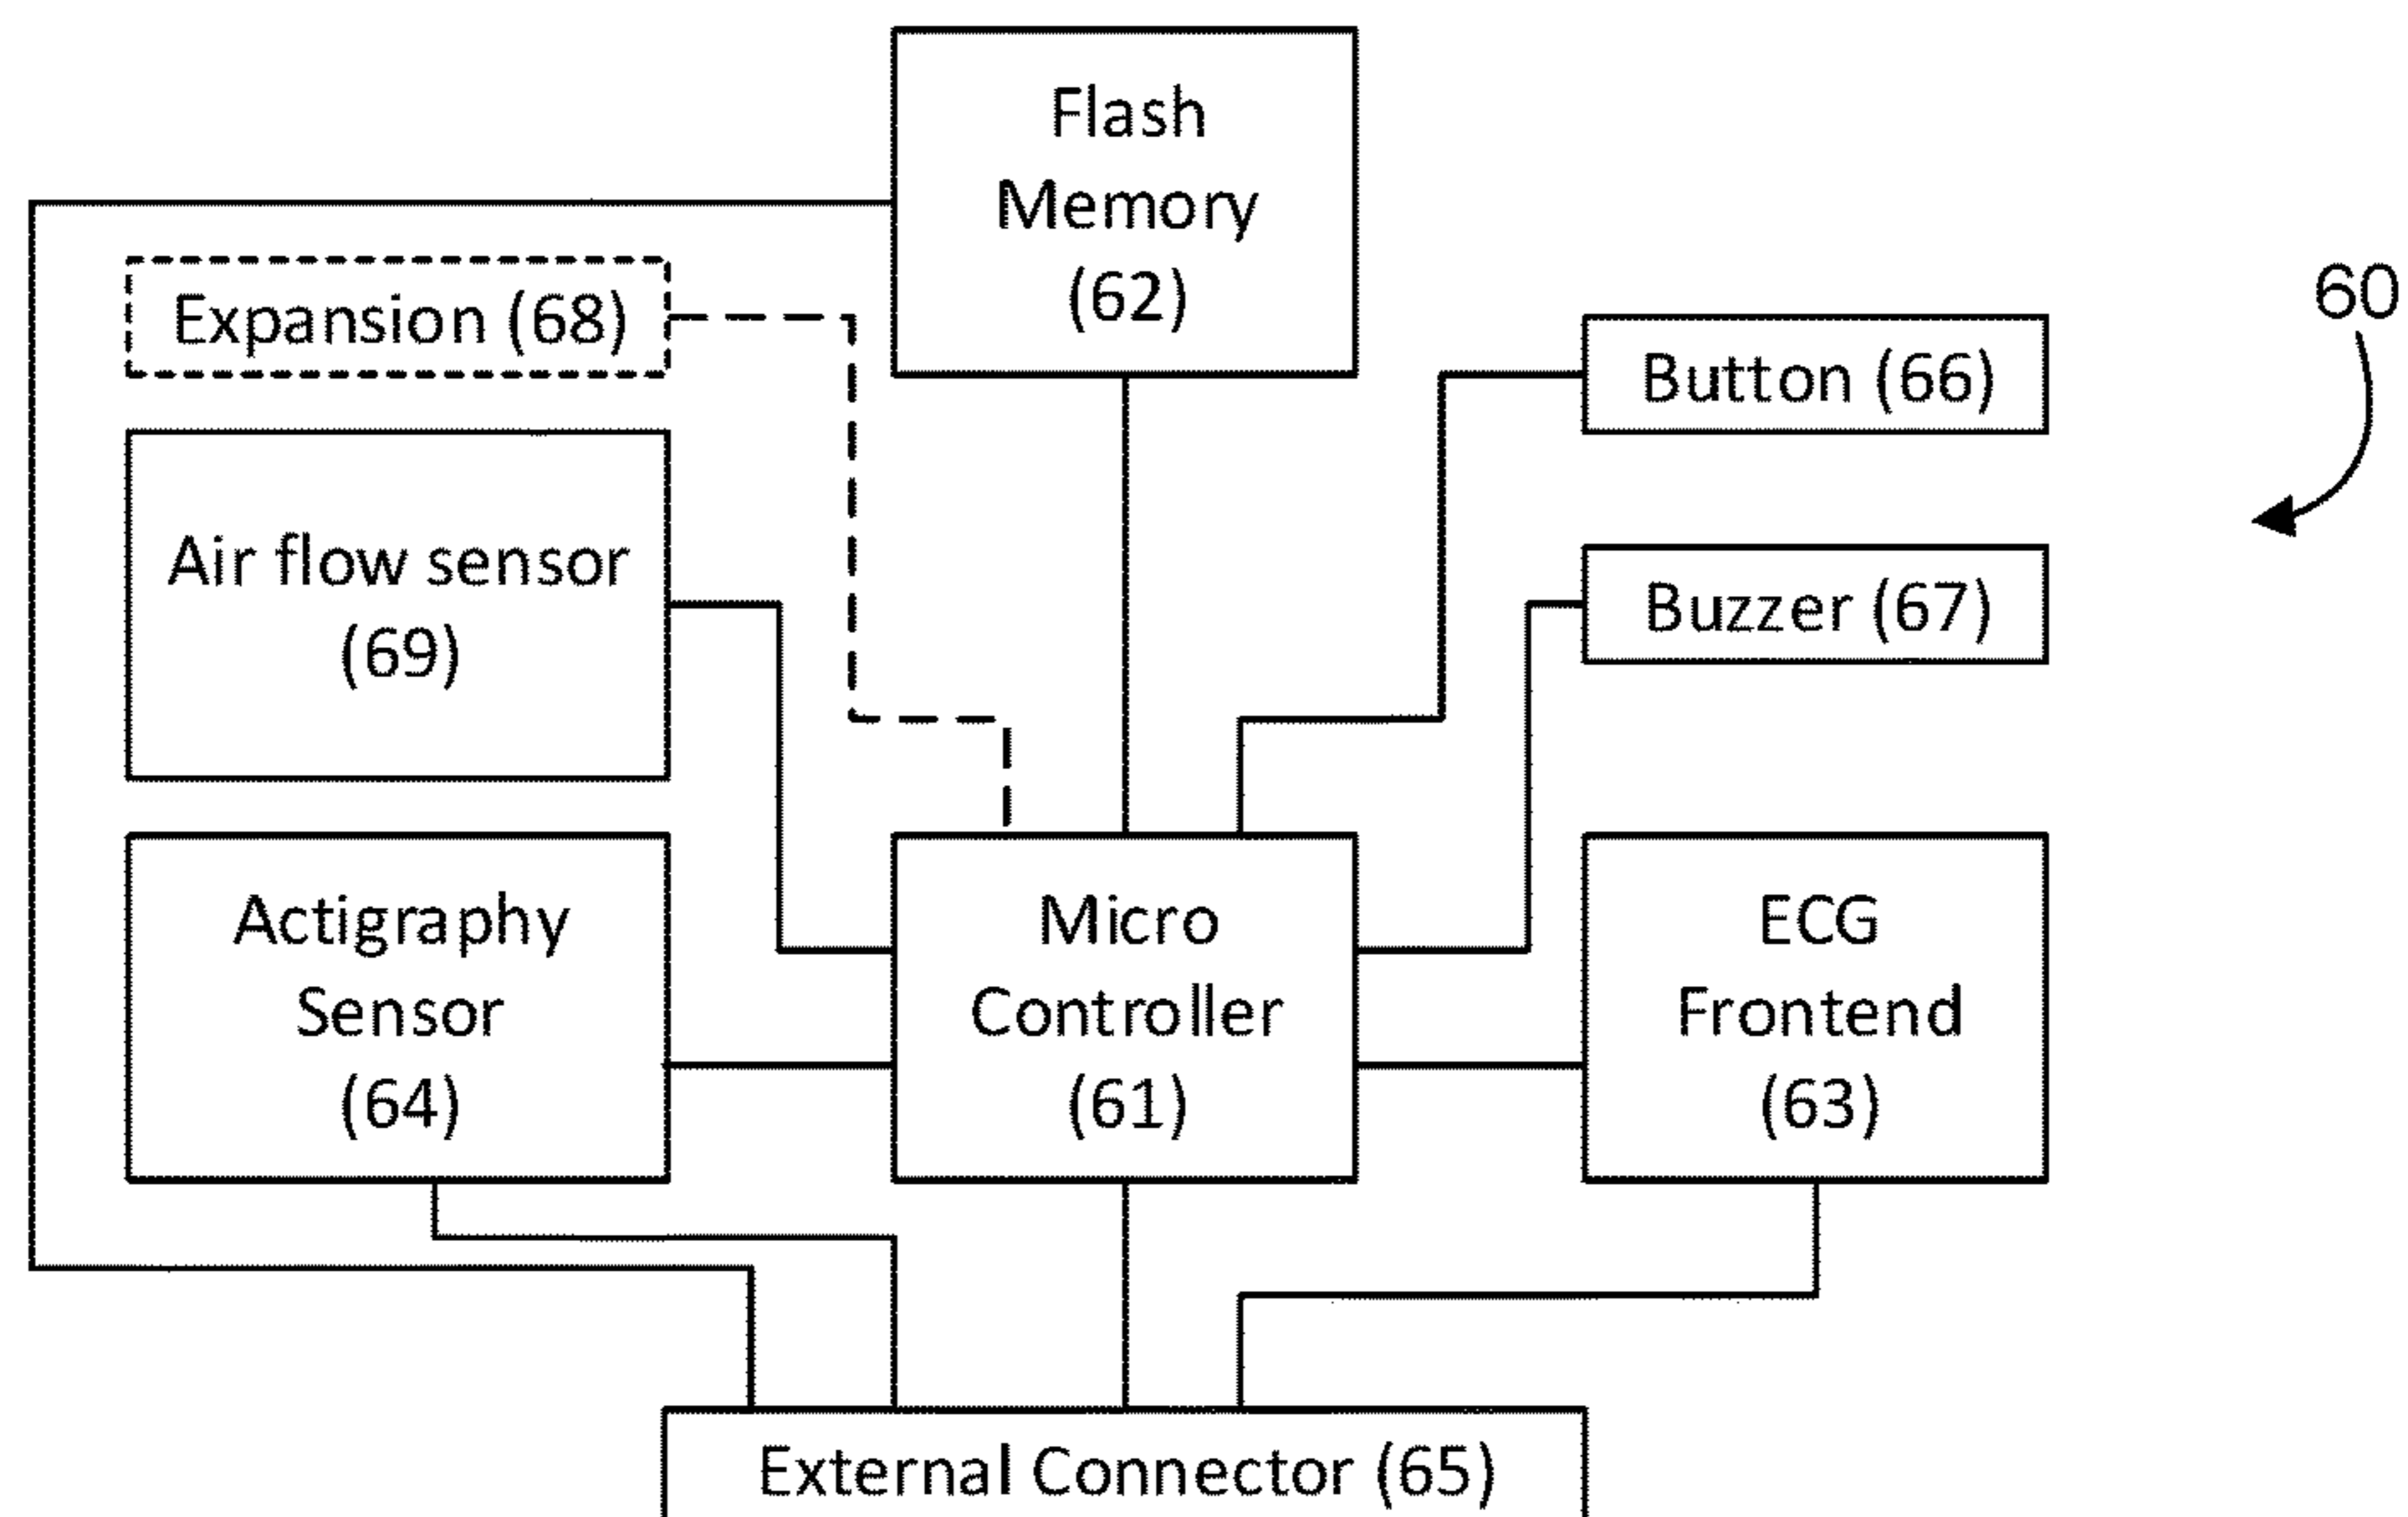 Flash
Memory
(62)
Expansion (68)
60
Button (66)
Air flow sensor
(69)
Buzzer (67)
Actigraphy
Sensor
(64)
Micro
Controller
(61)
ECG
Frontend
(63)
External Connector (65)